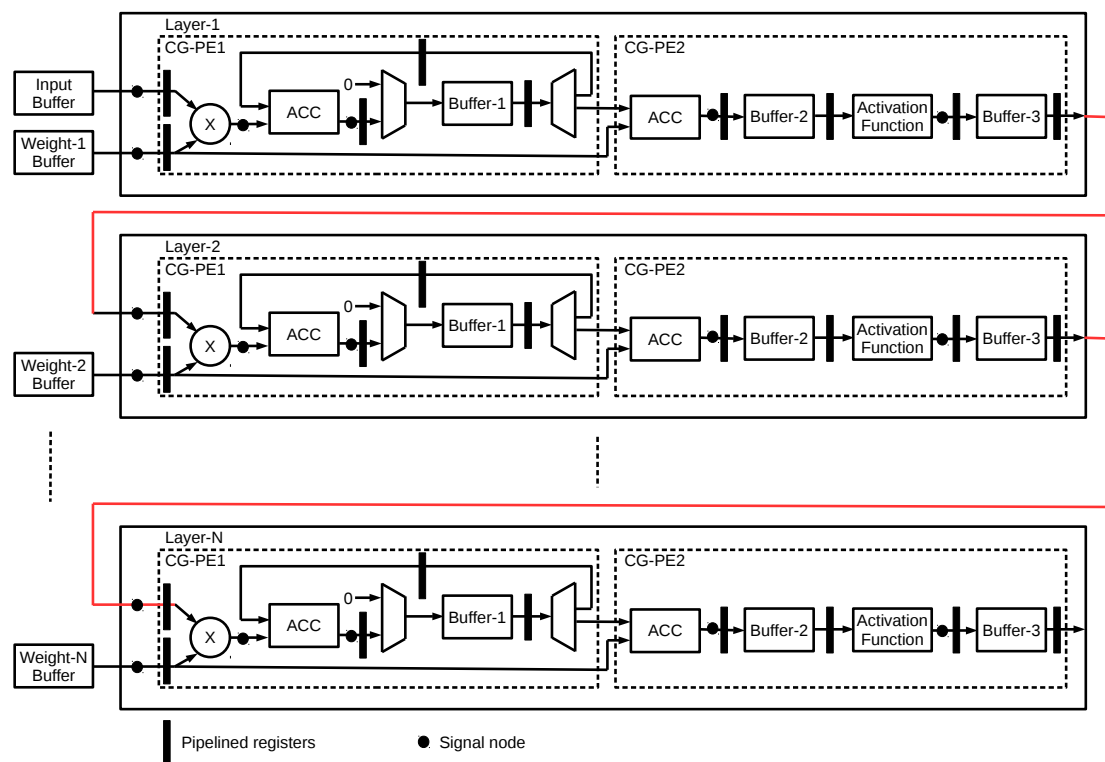 Layer-1
CG-PE1
CG-PE2
Input
Buffer
0
Buffer-1
ACC
X
ACC
Buffer-2
Activation
Function
Buffer-3
Weight-1
Buffer
Layer-2
CG-PE1
CG-PE2
0
Buffer-1
ACC
X
ACC
Buffer-2
Activation
Function
Buffer-3
Weight-2
Buffer
Layer-N
CG-PE1
CG-PE2
0
Buffer-1
ACC
X
ACC
Buffer-2
Activation
Function
Buffer-3
Weight-N
Buffer
Pipelined registers
Signal node